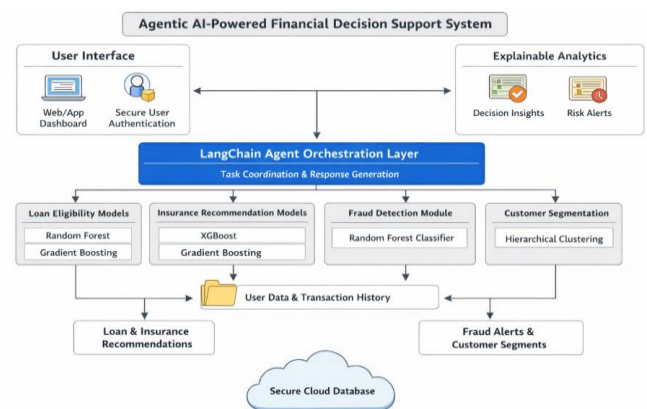 Agentic AI-Powered Financial Decision Support System
User Interface
Web/App
Dashboard
Secure User
Authentication
Explainable Analytics
Decision Insights
Risk Alerts
LangChain Agent Orchestration Layer
Task Coordination & Response Generation
Loan Eligibility Models
Random Forest
Gradient Boosting
Insurance Recommendation Models
XGBoost
Gradient Boosting
Fraud Detection Module
Random Forest Classifier
Customer Segmentation
Hierarchical Clustering
User Data & Transaction History
Loan & Insurance
Recommendations
Fraud Alerts &
Customer Segments
Secure Cloud Database